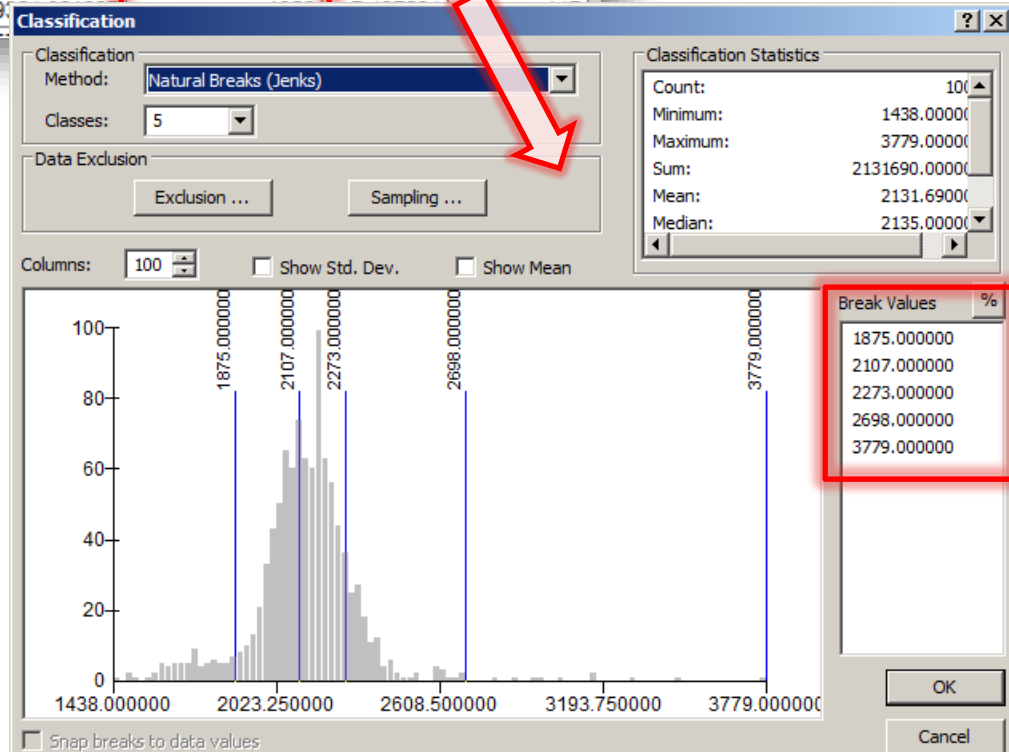 Classification
? X
Classification
Method: Natural Breaks (Jenks)
Classes: 5
Data Exclusion
Exclusion ...
Sampling ...
Classification Statistics
Count: 100
Minimum: 1438.00000
Maximum: 3779.00000
Sum: 2131690.00000
Mean: 2131.69000
Median: 2135.00000
Columns: 100
Show Std. Dev.
Show Mean
1875.000000
2107.000000
2273.000000
2698.000000
3779.000000
100
80
60
40
20
0
1438.000000
2023.250000
2608.500000
3193.750000
3779.000000
Break Values
%
1875.000000
2107.000000
2273.000000
2698.000000
3779.000000
Snap breaks to data values
OK
Cancel